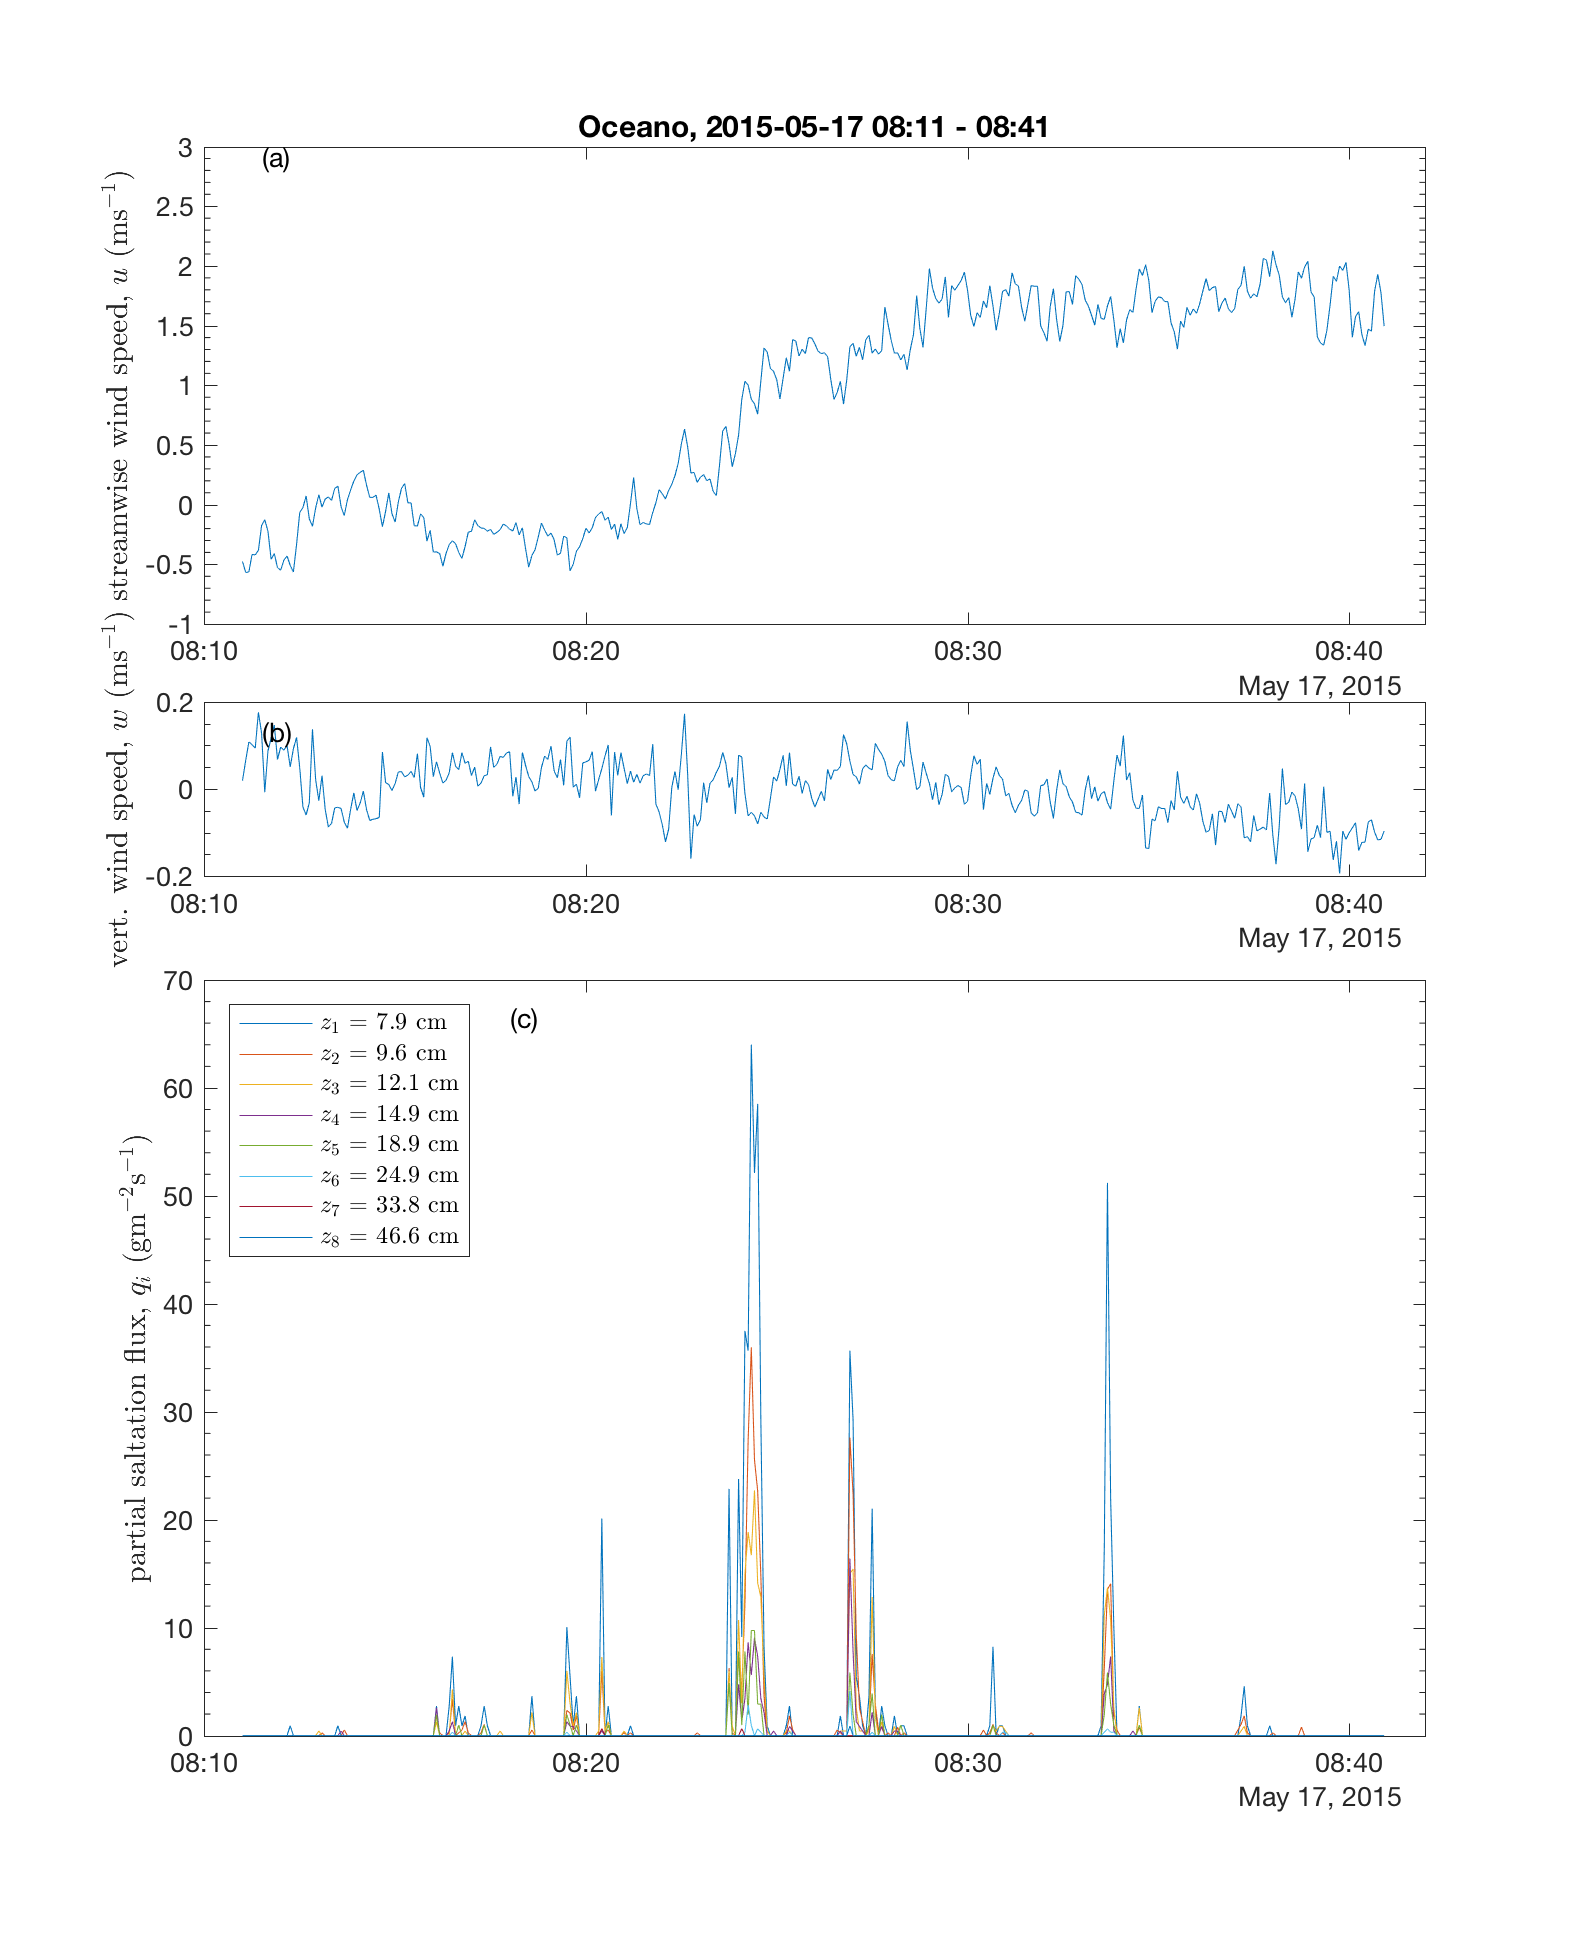 Oceano, 2015-05-17 08:11 - 08:41
(a)
streamwise wind speed, u (ms⁻¹)
3
2.5
2
1.5
1
0.5
0
-0.5
-1
08:10 08:20 08:30 08:40
May 17, 2015
(b)
vert. wind speed, w (ms⁻¹)
0.2
0
-0.2
08:10 08:20 08:30 08:40
May 17, 2015
(c)
partial saltation flux, qᵢ (gm⁻²s⁻¹)
70
60
50
40
30
20
10
0
z₁ = 7.9 cm
z₂ = 9.6 cm
z₃ = 12.1 cm
z₄ = 14.9 cm
z₅ = 18.9 cm
z₆ = 24.9 cm
z₇ = 33.8 cm
z₈ = 46.6 cm
08:10 08:20 08:30 08:40
May 17, 2015